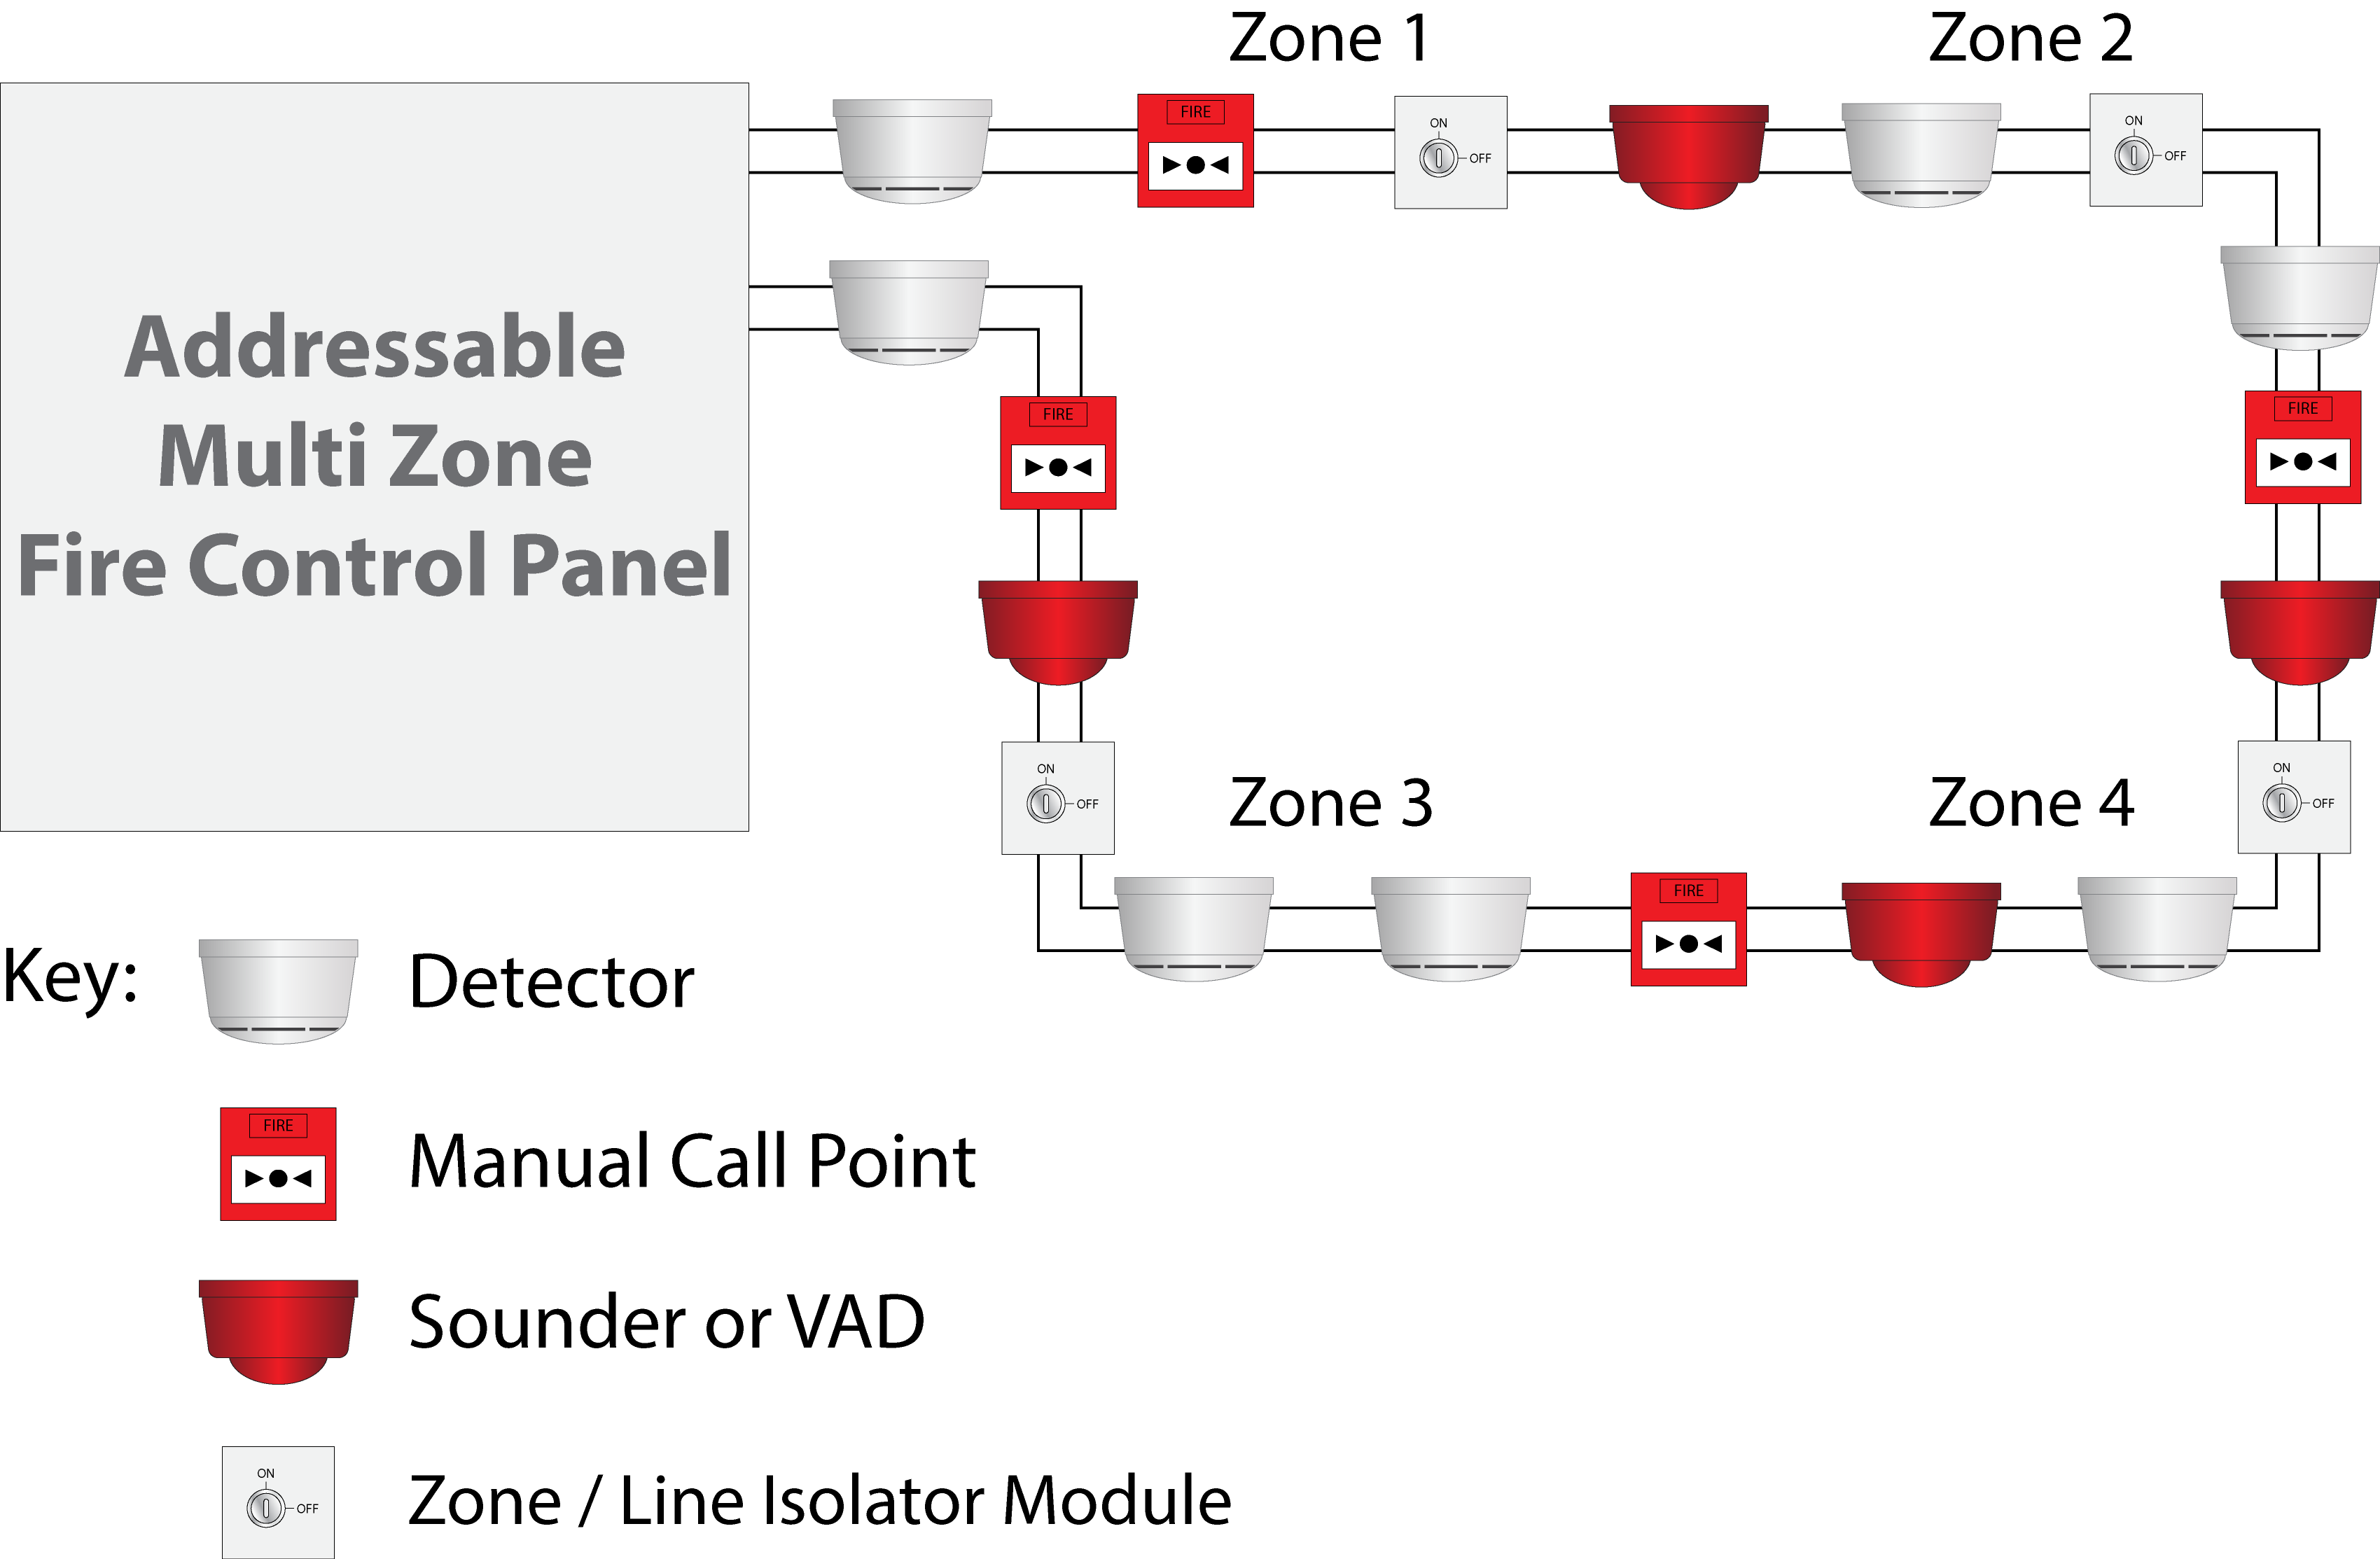 Zone 1
Zone 2
FIRE
ON
OFF
ON
OFF
Addressable
Multi Zone
Fire Control Panel
FIRE
FIRE
ON
OFF
Zone 3
Zone 4
ON
OFF
FIRE
Key:
Detector
FIRE
Manual Call Point
Sounder or VAD
ON
OFF
Zone / Line Isolator Module